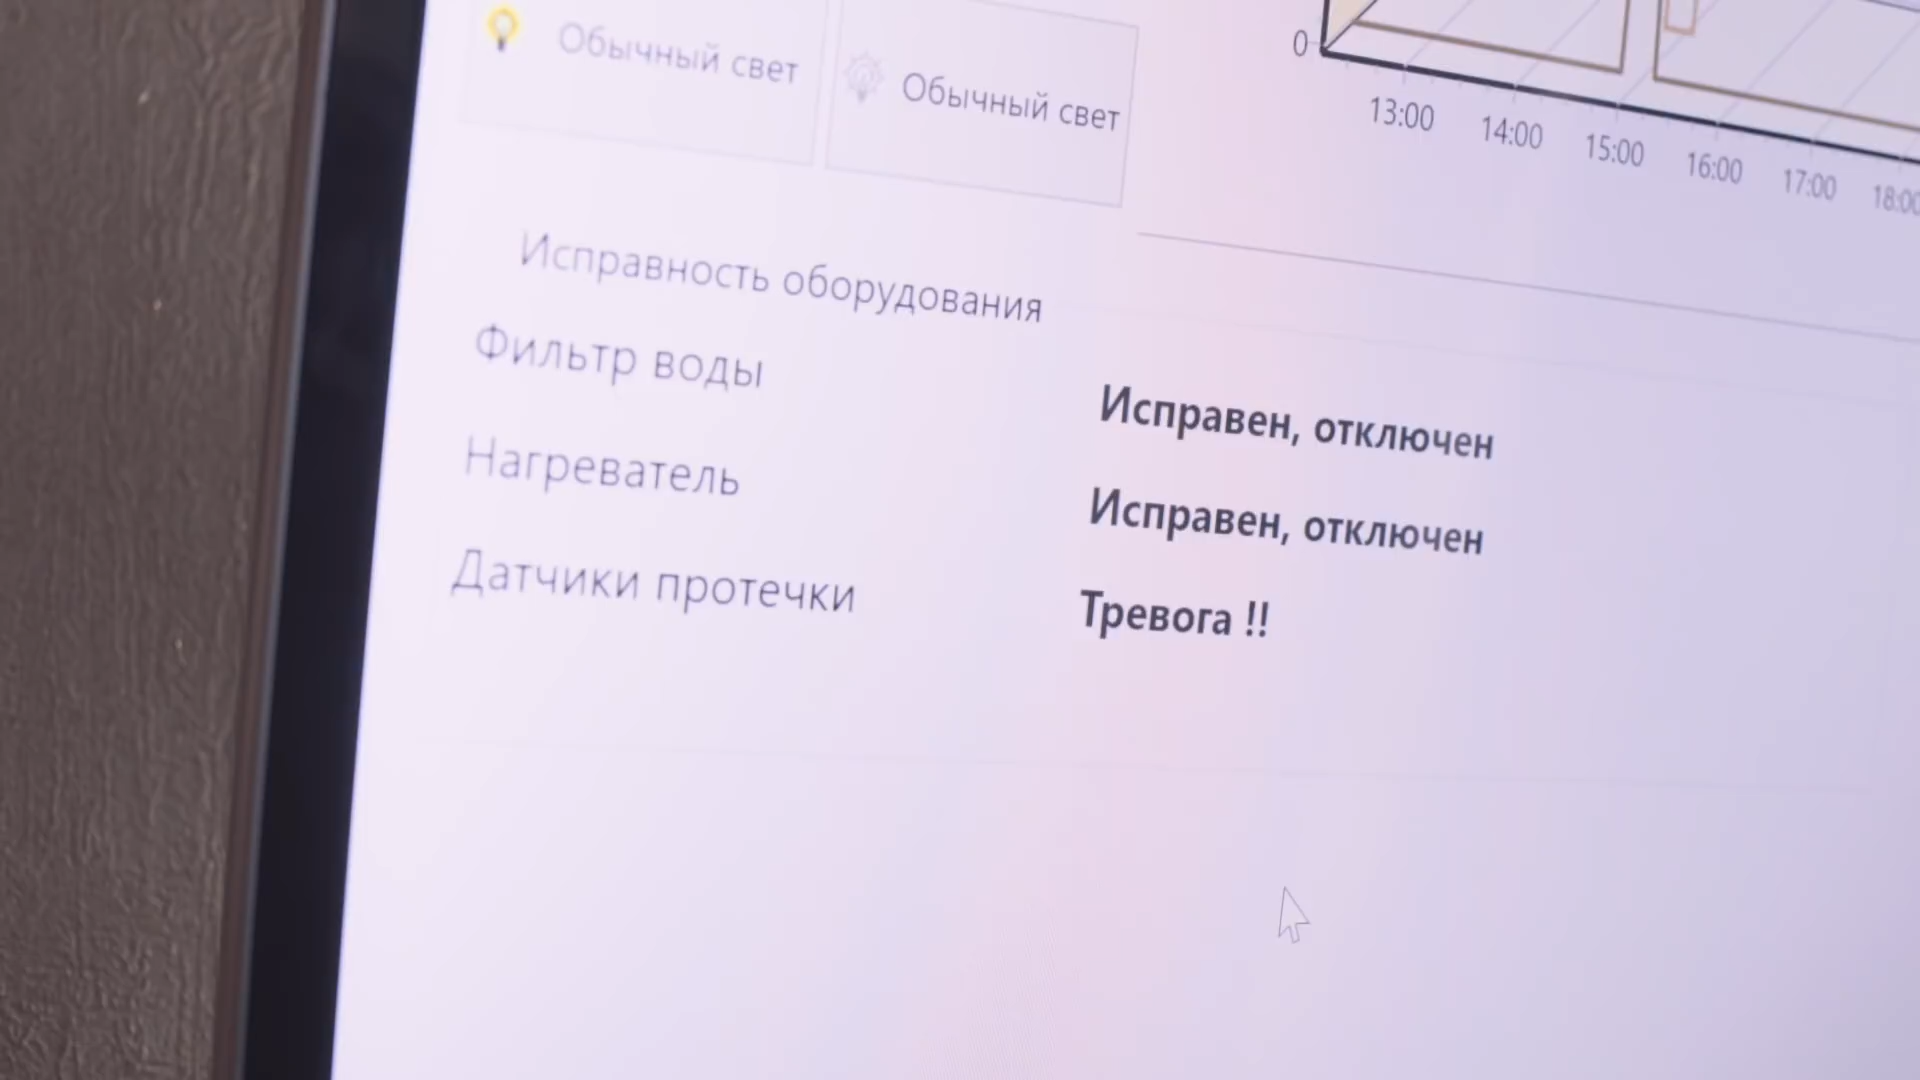 Обычный свет
Обычный свет
0
13:00 14:00 15:00 16:00 17:00 18:00
Исправность оборудования
Фильтр воды Исправен, отключен
Нагреватель Исправен, отключен
Датчики протечки Тревога !!